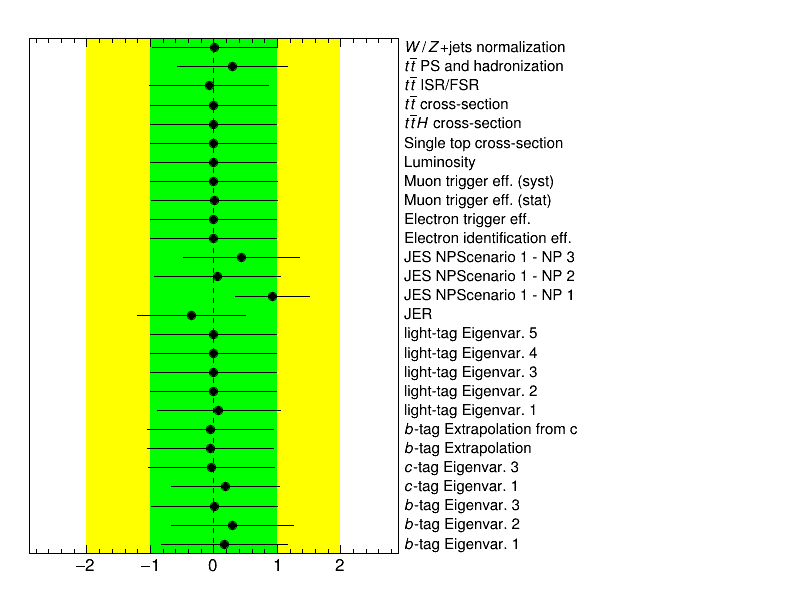 W/Z+jets normalization
tt̅ PS and hadronization
tt̅ ISR/FSR
tt̅ cross-section
tt̅H cross-section
Single top cross-section
Luminosity
Muon trigger eff. (syst)
Muon trigger eff. (stat)
Electron trigger eff.
Electron identification eff.
JES NPScenario 1 - NP 3
JES NPScenario 1 - NP 2
JES NPScenario 1 - NP 1
JER
light-tag Eigenvar. 5
light-tag Eigenvar. 4
light-tag Eigenvar. 3
light-tag Eigenvar. 2
light-tag Eigenvar. 1
b-tag Extrapolation from c
b-tag Extrapolation
c-tag Eigenvar. 3
c-tag Eigenvar. 1
b-tag Eigenvar. 3
b-tag Eigenvar. 2
b-tag Eigenvar. 1
−2 −1 0 1 2